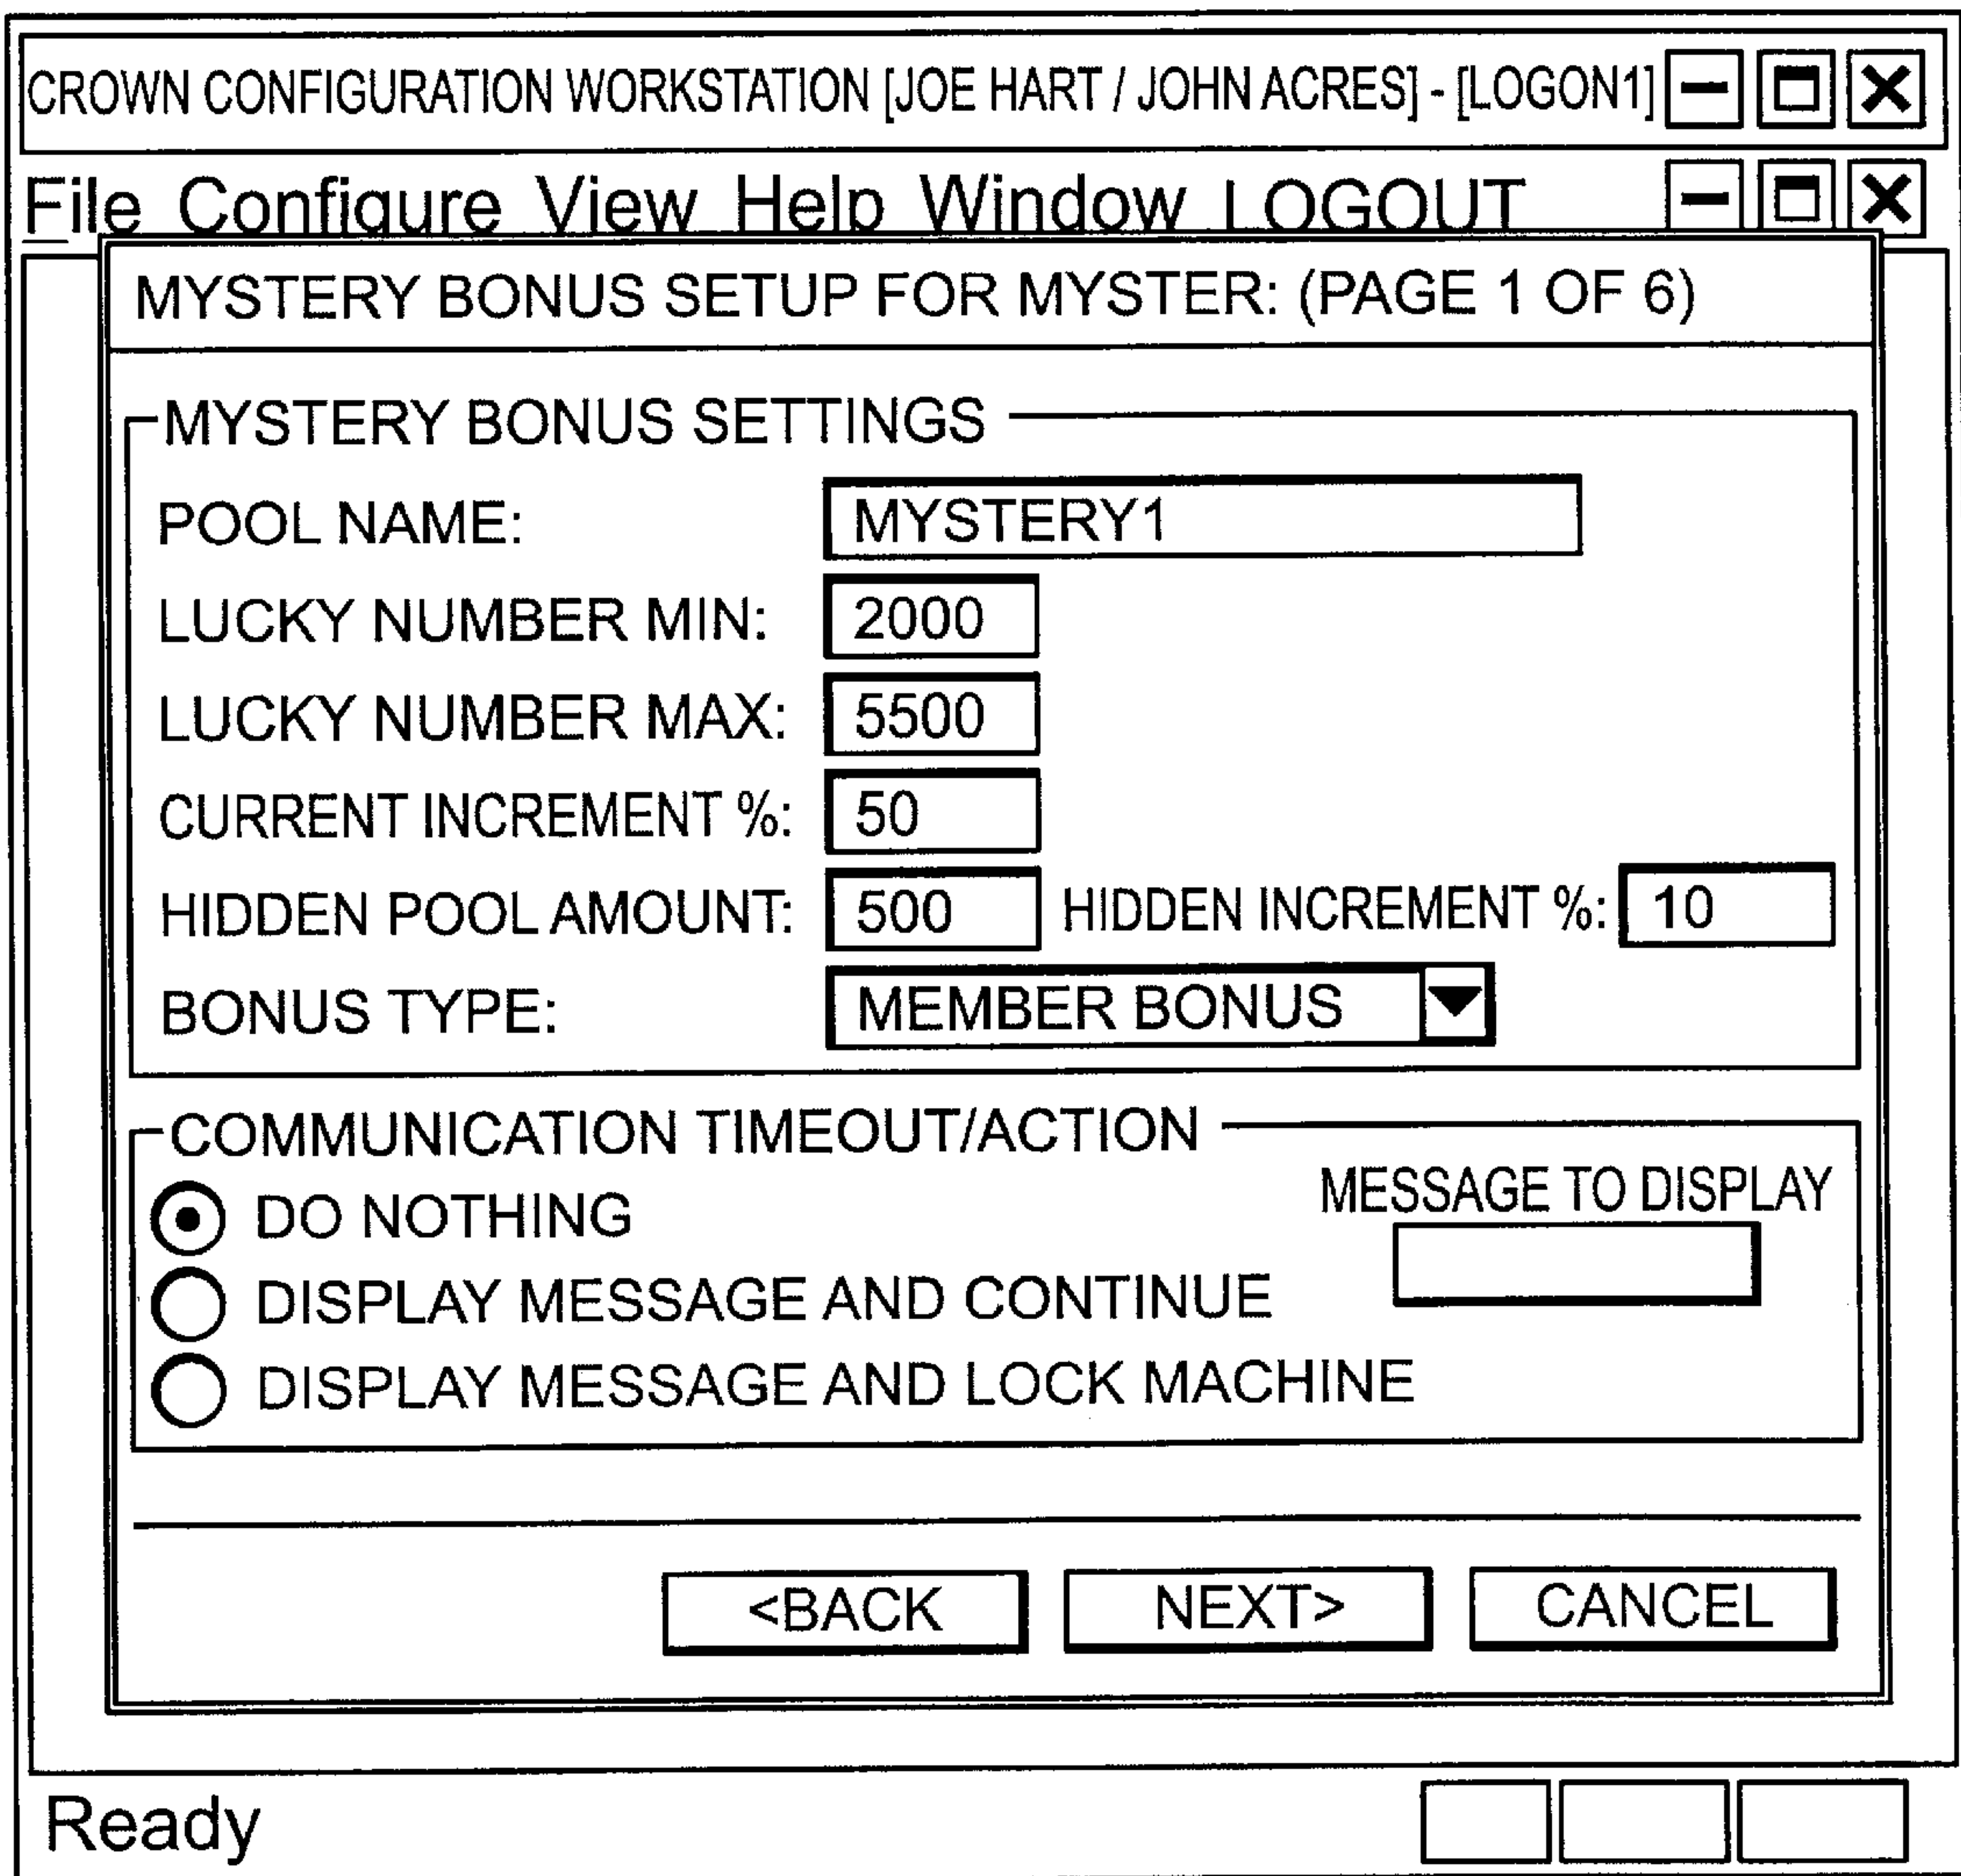 CROWN CONFIGURATION WORKSTATION [JOE HART / JOHN ACRES] - [LOGON1]
File Configure View Help Window LOGOUT
MYSTERY BONUS SETUP FOR MYSTER: (PAGE 1 OF 6)
MYSTERY BONUS SETTINGS
POOL NAME: MYSTERY1
LUCKY NUMBER MIN: 2000
LUCKY NUMBER MAX: 5500
CURRENT INCREMENT %: 50
HIDDEN POOL AMOUNT: 500 HIDDEN INCREMENT %: 10
BONUS TYPE: MEMBER BONUS
COMMUNICATION TIMEOUT/ACTION
MESSAGE TO DISPLAY
DO NOTHING
DISPLAY MESSAGE AND CONTINUE
DISPLAY MESSAGE AND LOCK MACHINE
<BACK NEXT> CANCEL
Ready